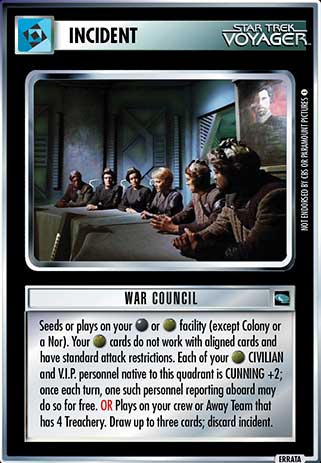 INCIDENT
STAR TREK
VOYAGER
NOT ENDORSED BY CBS OR PARAMOUNT PICTURES
WAR COUNCIL
Seeds or plays on your or facility (except Colony or
a Nor). Your cards do not work with aligned cards and
have standard attack restrictions. Each of your CIVILIAN
and V.I.P. personnel native to this quadrant is CUNNING +2;
once each turn, one such personnel reporting aboard may
do so for free. OR Plays on your crew or Away Team that
has 4 Treachery. Draw up to three cards; discard incident.
ERRATA